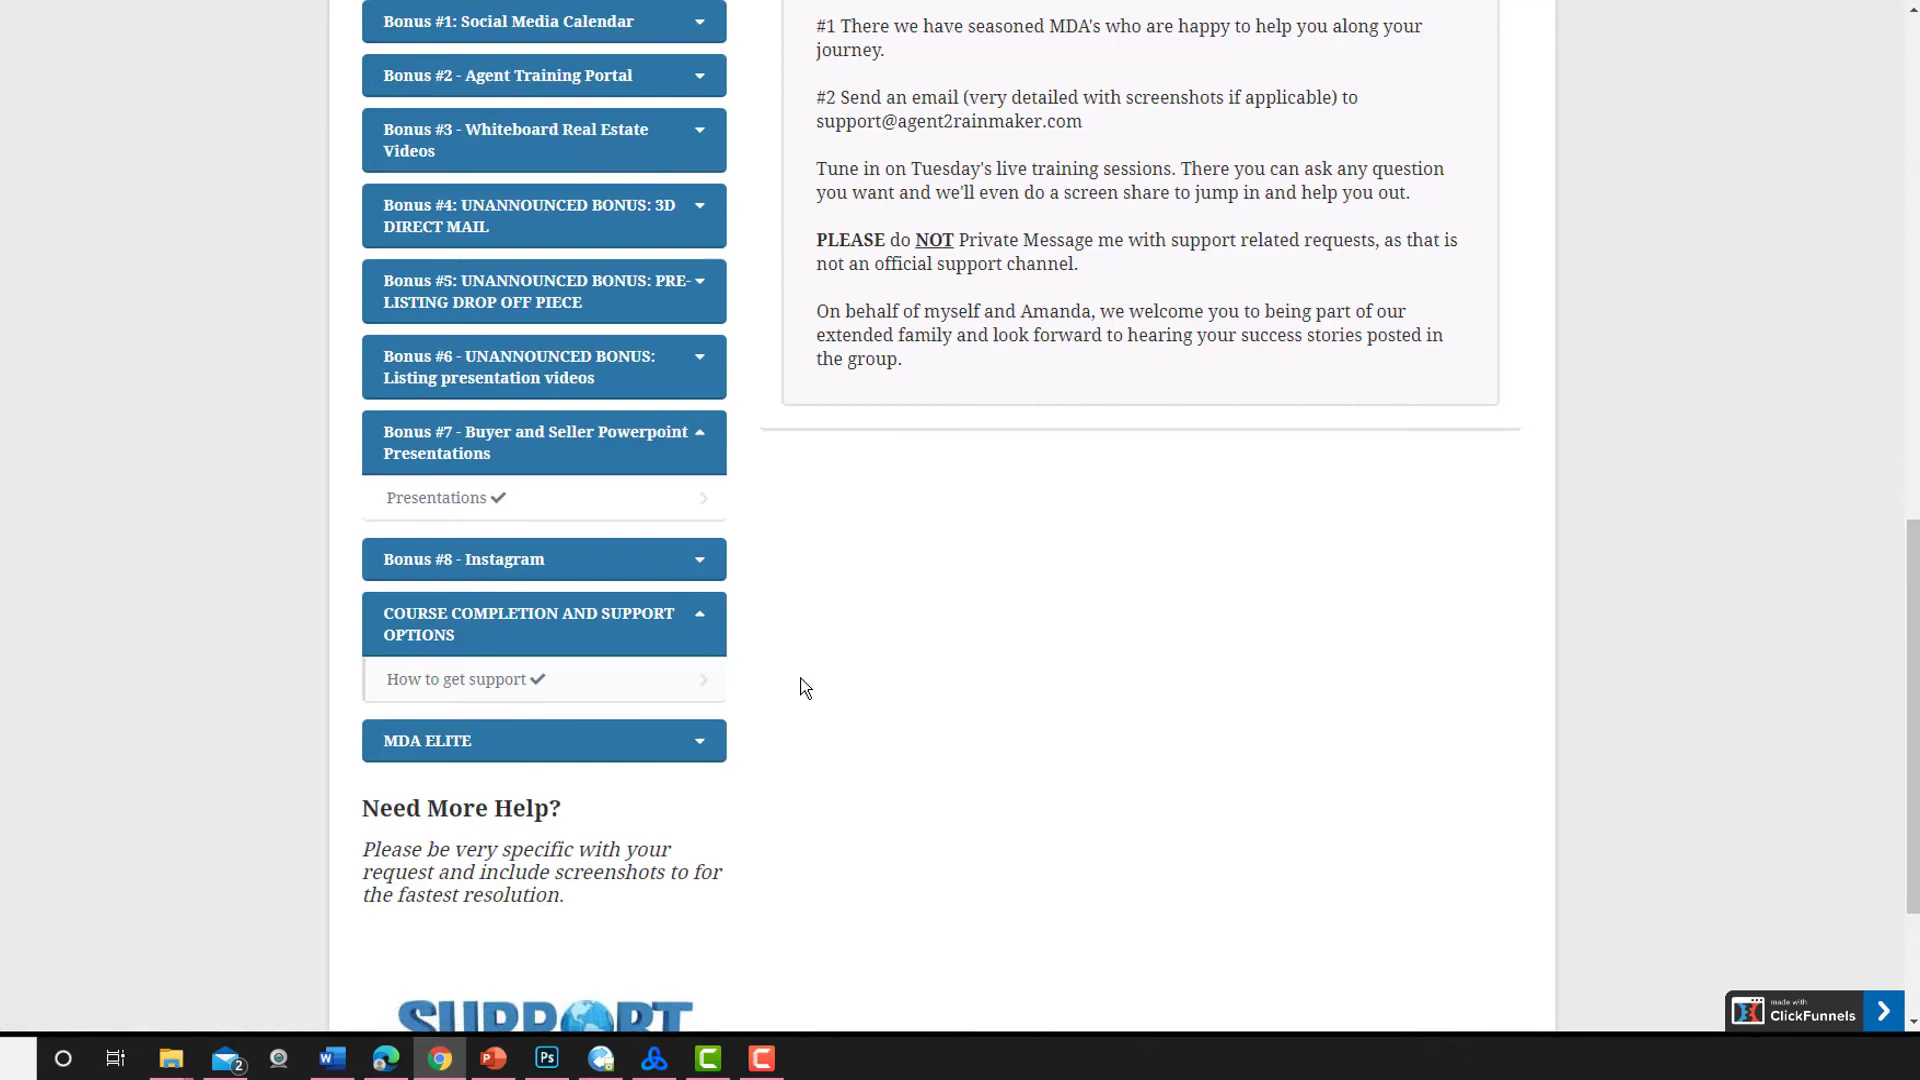 Bonus #1: Social Media Calendar
Bonus #2 - Agent Training Portal
Bonus #3 - Whiteboard Real Estate
Videos
Bonus #4: UNANNOUNCED BONUS: 3D
DIRECT MAIL
Bonus #5: UNANNOUNCED BONUS: PRE-
LISTING DROP OFF PIECE
Bonus #6 - UNANNOUNCED BONUS:
Listing presentation videos
Bonus #7 - Buyer and Seller Powerpoint
Presentations
Presentations
Bonus #8 - Instagram
COURSE COMPLETION AND SUPPORT
OPTIONS
How to get support
MDA ELITE
Need More Help?
Please be very specific with your
request and include screenshots to for
the fastest resolution.
SUPPORT
#1 There we have seasoned MDA's who are happy to help you along your
journey.
#2 Send an email (very detailed with screenshots if applicable) to
support@agent2rainmaker.com
Tune in on Tuesday's live training sessions. There you can ask any question
you want and we'll even do a screen share to jump in and help you out.
PLEASE do NOT Private Message me with support related requests, as that is
not an official support channel.
On behalf of myself and Amanda, we welcome you to being part of our
extended family and look forward to hearing your success stories posted in
the group.
made with
ClickFunnels
2
W
P
Ps
C
C